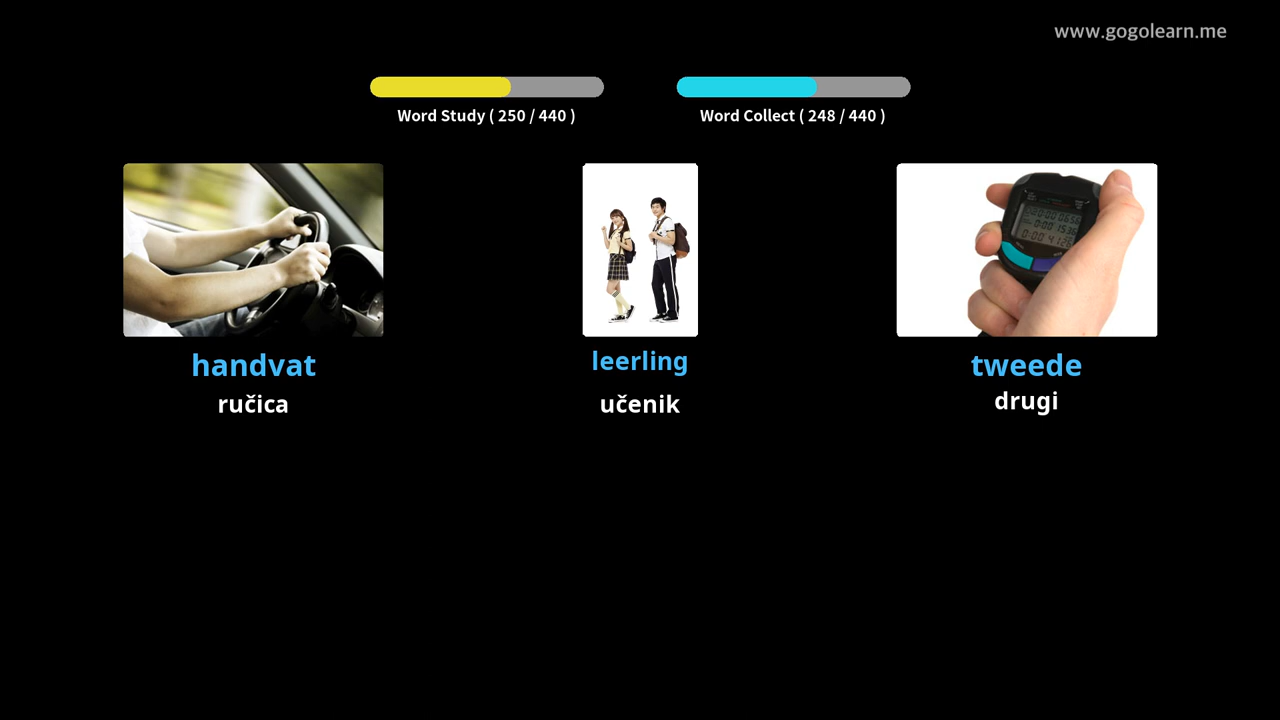 www.gogolearn.me
Word Study ( 250 / 440 )
Word Collect ( 248 / 440 )
handvat
leerling
tweede
ručica
učenik
drugi